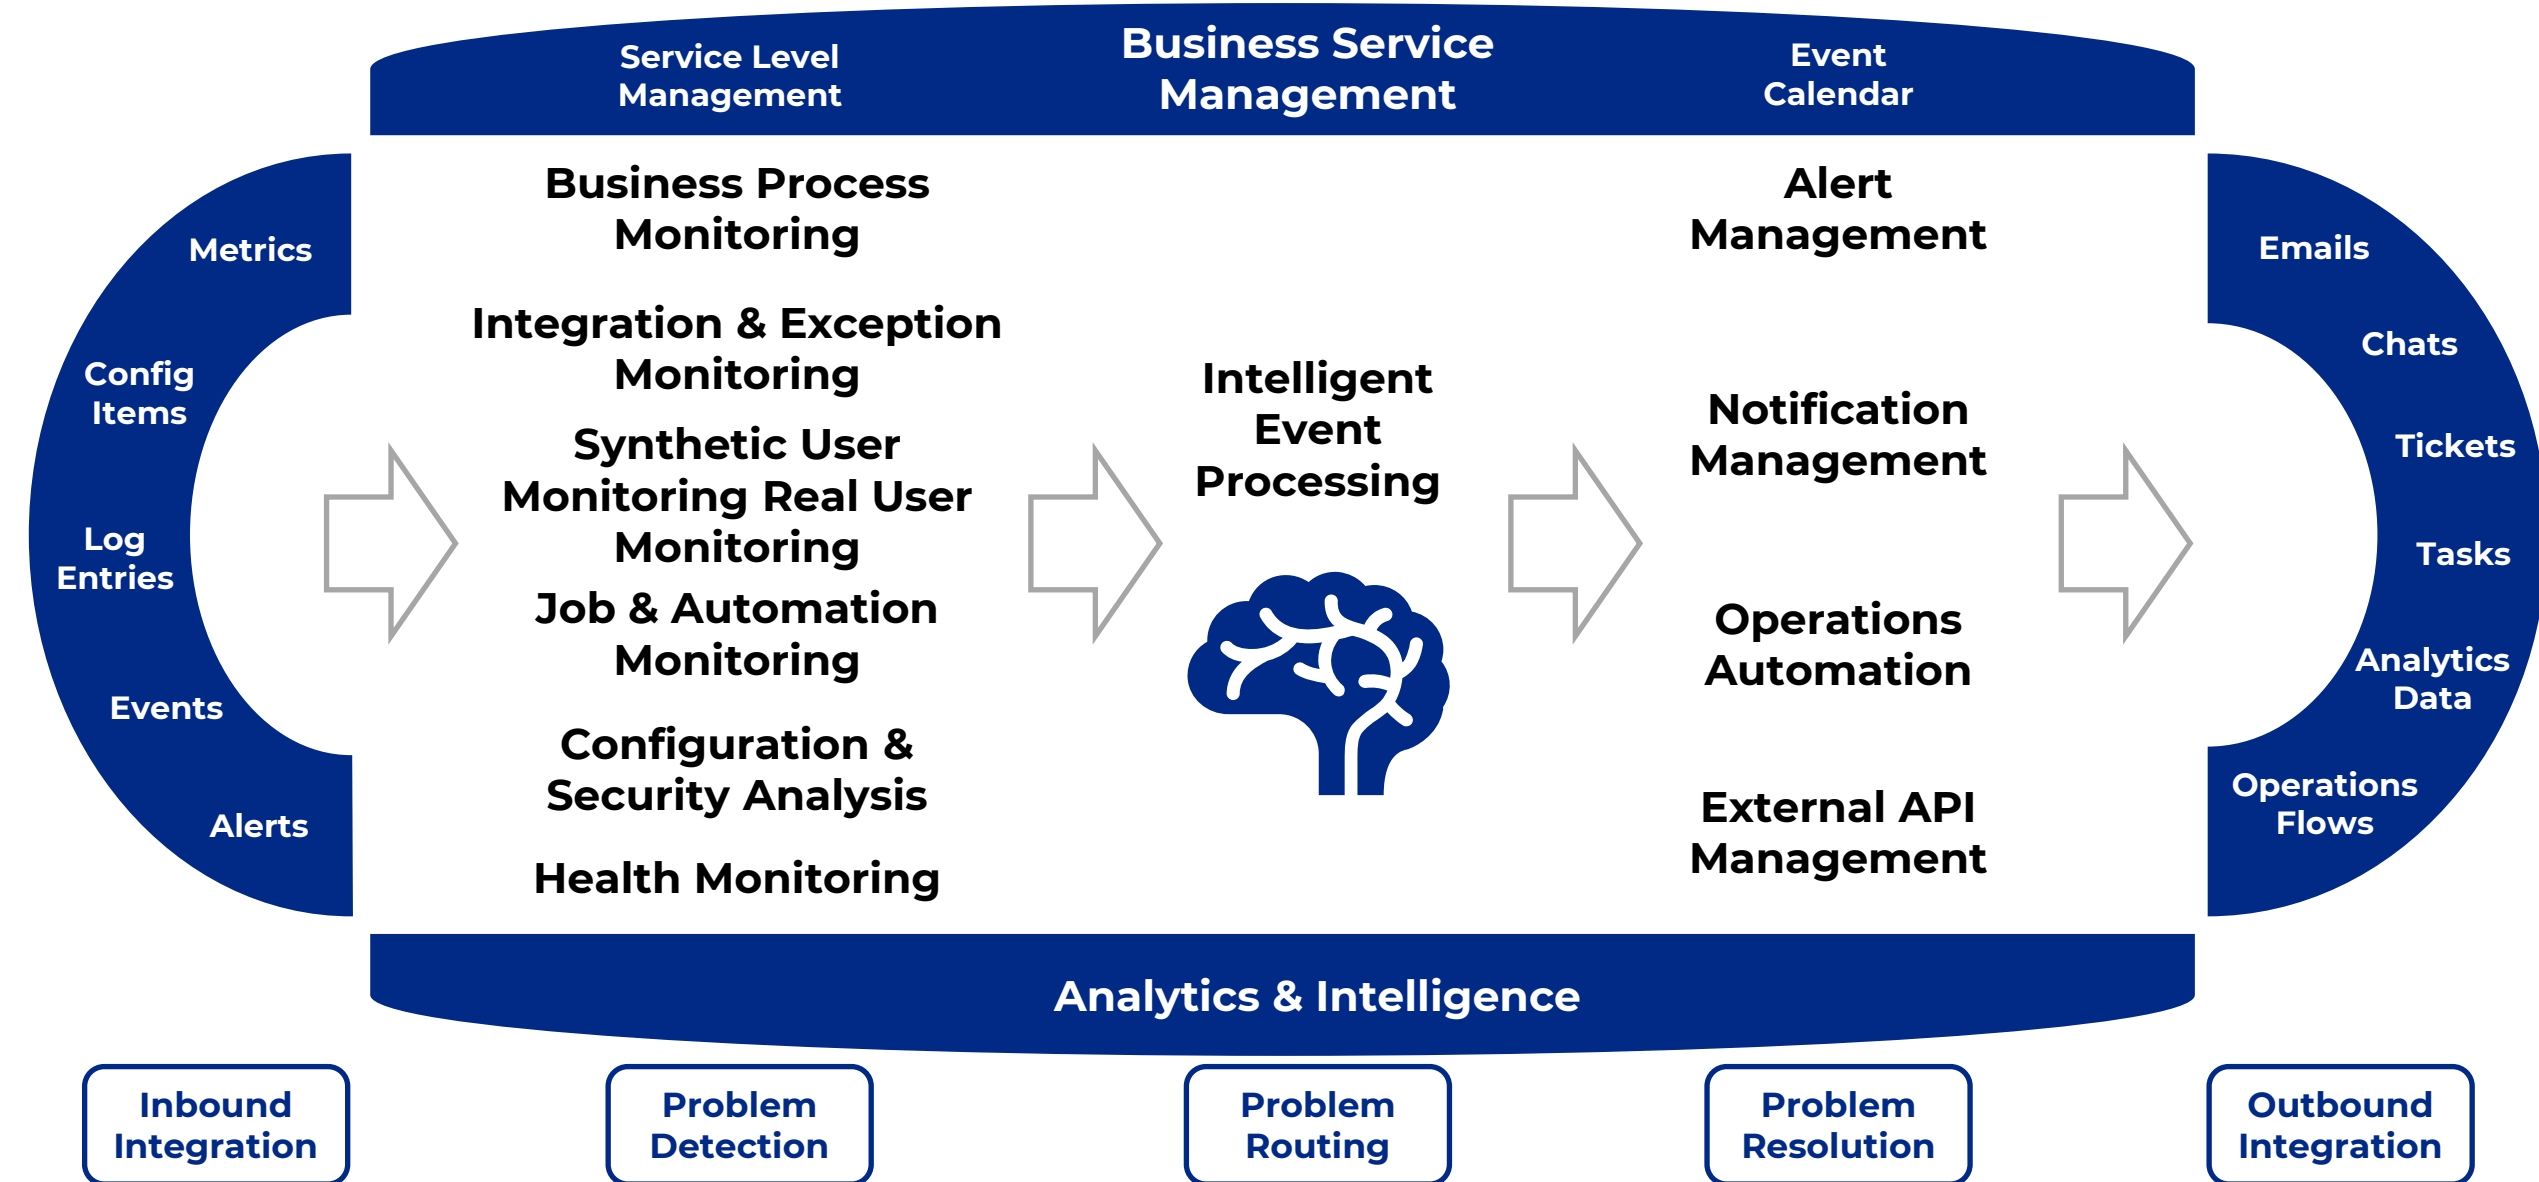 Service Level
Management
Business Service
Management
Event
Calendar
Metrics
Config
Items
Log
Entries
Events
Alerts
Business Process
Monitoring
Integration & Exception
Monitoring
Synthetic User
Monitoring Real User
Monitoring
Job & Automation
Monitoring
Configuration &
Security Analysis
Health Monitoring
Intelligent
Event
Processing
Alert
Management
Notification
Management
Operations
Automation
External API
Management
Emails
Chats
Tickets
Tasks
Analytics
Data
Operations
Flows
Analytics & Intelligence
Inbound
Integration
Problem
Detection
Problem
Routing
Problem
Resolution
Outbound
Integration